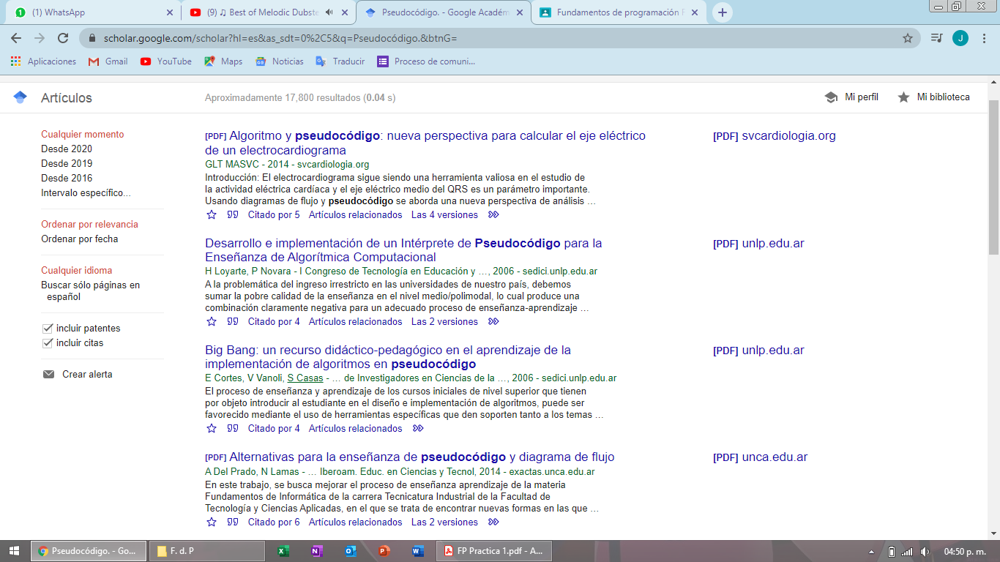 (1) WhatsApp
(9) ♫ Best of Melodic Dubste
Pseudocódigo. - Google Académ
Fundamentos de programación F
scholar.google.com/scholar?hl=es&as_sdt=0%2C5&q=Pseudocódigo.&btnG=
J
Aplicaciones
Gmail
YouTube
Maps
Noticias
Traducir
Proceso de comuni...
Artículos
Aproximadamente 17,800 resultados (0.04 s)
Mi perfil
Mi biblioteca
Cualquier momento
Desde 2020
Desde 2019
Desde 2016
Intervalo específico...
Ordenar por relevancia
Ordenar por fecha
Cualquier idioma
Buscar sólo páginas en
español
incluir patentes
incluir citas
Crear alerta
[PDF] Algoritmo y pseudocódigo: nueva perspectiva para calcular el eje eléctrico
de un electrocardiograma
GLT MASVC - 2014 - svcardiologia.org
Introducción: El electrocardiograma sigue siendo una herramienta valiosa en el estudio de
la actividad eléctrica cardíaca y el eje eléctrico medio del QRS es un parámetro importante.
Usando diagramas de flujo y pseudocódigo se aborda una nueva perspectiva de análisis …
Citado por 5 Artículos relacionados Las 4 versiones
[PDF] svcardiologia.org
Desarrollo e implementación de un Intérprete de Pseudocódigo para la
Enseñanza de Algorítmica Computacional
H Loyarte, P Novara - I Congreso de Tecnología en Educación y …, 2006 - sedici.unlp.edu.ar
A la problemática del ingreso irrestricto en las universidades de nuestro país, debemos
sumar la pobre calidad de la enseñanza en el nivel medio/polimodal, lo cual produce una
combinación claramente negativa para un adecuado proceso de enseñanza-aprendizaje …
Citado por 4 Artículos relacionados Las 2 versiones
[PDF] unlp.edu.ar
Big Bang: un recurso didáctico-pedagógico en el aprendizaje de la
implementación de algoritmos en pseudocódigo
E Cortes, V Vanoli, S Casas - … de Investigadores en Ciencias de la …, 2006 - sedici.unlp.edu.ar
El proceso de enseñanza y aprendizaje de los cursos iniciales de nivel superior que tienen
por objeto introducir al estudiante en el diseño e implementación de algoritmos, puede ser
favorecido mediante el uso de herramientas específicas que den soporten tanto a los temas …
Citado por 4 Artículos relacionados
[PDF] unlp.edu.ar
[PDF] Alternativas para la enseñanza de pseudocódigo y diagrama de flujo
A Del Prado, N Lamas - … Iberoam. Educ. en Ciencias y Tecnol, 2014 - exactas.unca.edu.ar
En este trabajo, se busca mejorar el proceso de enseñanza aprendizaje de la materia
Fundamentos de Informática de la carrera Tecnicatura Industrial de la Facultad de
Tecnología y Ciencias Aplicadas, en el que se trata de encontrar nuevas formas en las que …
Citado por 6 Artículos relacionados Las 2 versiones
[PDF] unca.edu.ar
Pseudocódigo. - Go...
F. d. P
FP Practica 1.pdf - A...
04:50 p. m.